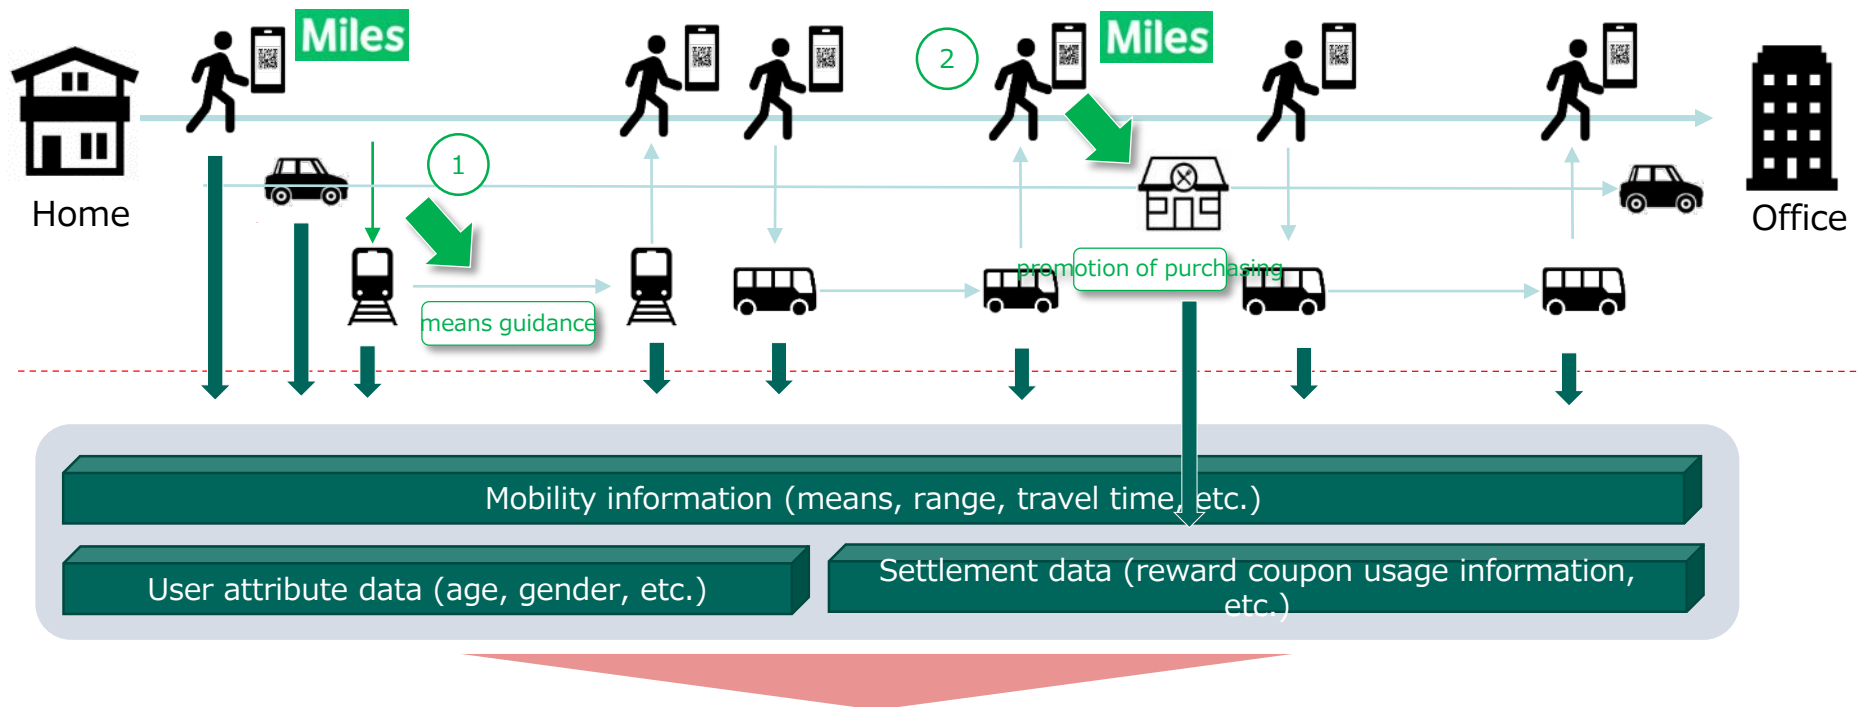 Miles
2
Miles
1
Home
Office
promotion of purchasing
means guidance
Mobility information (means, range, travel time, etc.)
User attribute data (age, gender, etc.)
Settlement data (reward coupon usage information,
etc.)